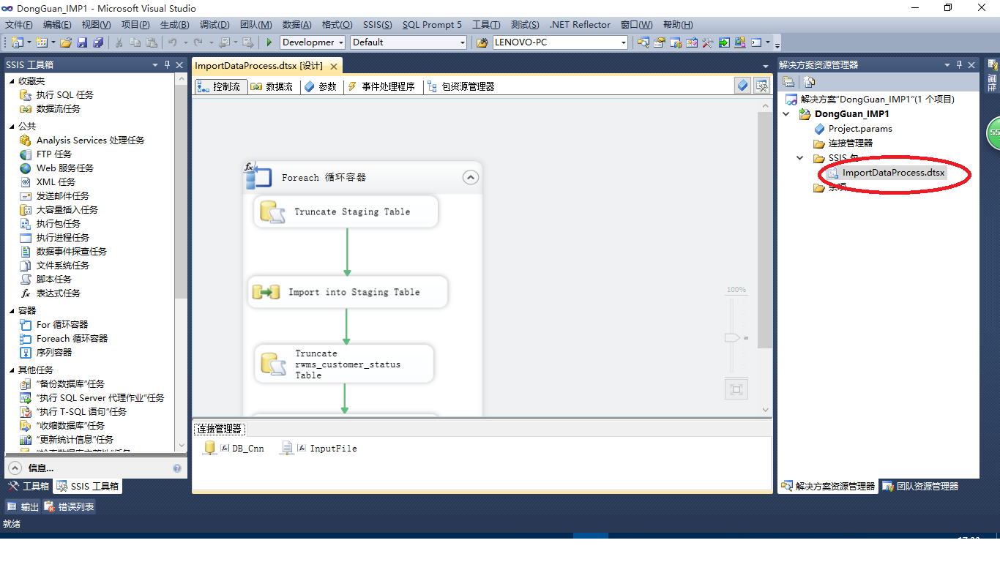 DongGuan_IMP1 - Microsoft Visual Studio
文件(F) 编辑(E) 视图(V) 项目(P) 生成(B) 调试(D) 团队(M) 数据(A) 格式(O) SSIS(S) SQL Prompt 5 工具(T) 测试(S) .NET Reflector 窗口(W) 帮助(H)
Developmer Default LENOVO-PC
SSIS 工具箱
收藏夹
执行 SQL 任务
数据流任务
公共
Analysis Services 处理任务
FTP 任务
Web 服务任务
XML 任务
发送邮件任务
大容量插入任务
执行包任务
执行进程任务
数据事件探查任务
文件系统任务
脚本任务
表达式任务
容器
For 循环容器
Foreach 循环容器
序列容器
其他任务
"备份数据库"任务
"执行 SQL Server 代理作业"任务
"执行 T-SQL 语句"任务
"收缩数据库"任务
"更新统计信息"任务
信息...
工具箱 SSIS 工具箱
ImportDataProcess.dtsx [设计]
控制流 数据流 参数 事件处理程序 包资源管理器
fx
Foreach 循环容器
Truncate Staging Table
Import into Staging Table
Truncate
rwms_customer_status
Table
100%
连接管理器
fx DB_Cnn fx InputFile
解决方案资源管理器
解决方案"DongGuan_IMP1"(1 个项目)
DongGuan_IMP1
Project.params
连接管理器
SSIS 包
ImportDataProcess.dtsx
杂项
解决方案资源管理器 团队资源管理器
属性
55
输出 错误列表
就绪